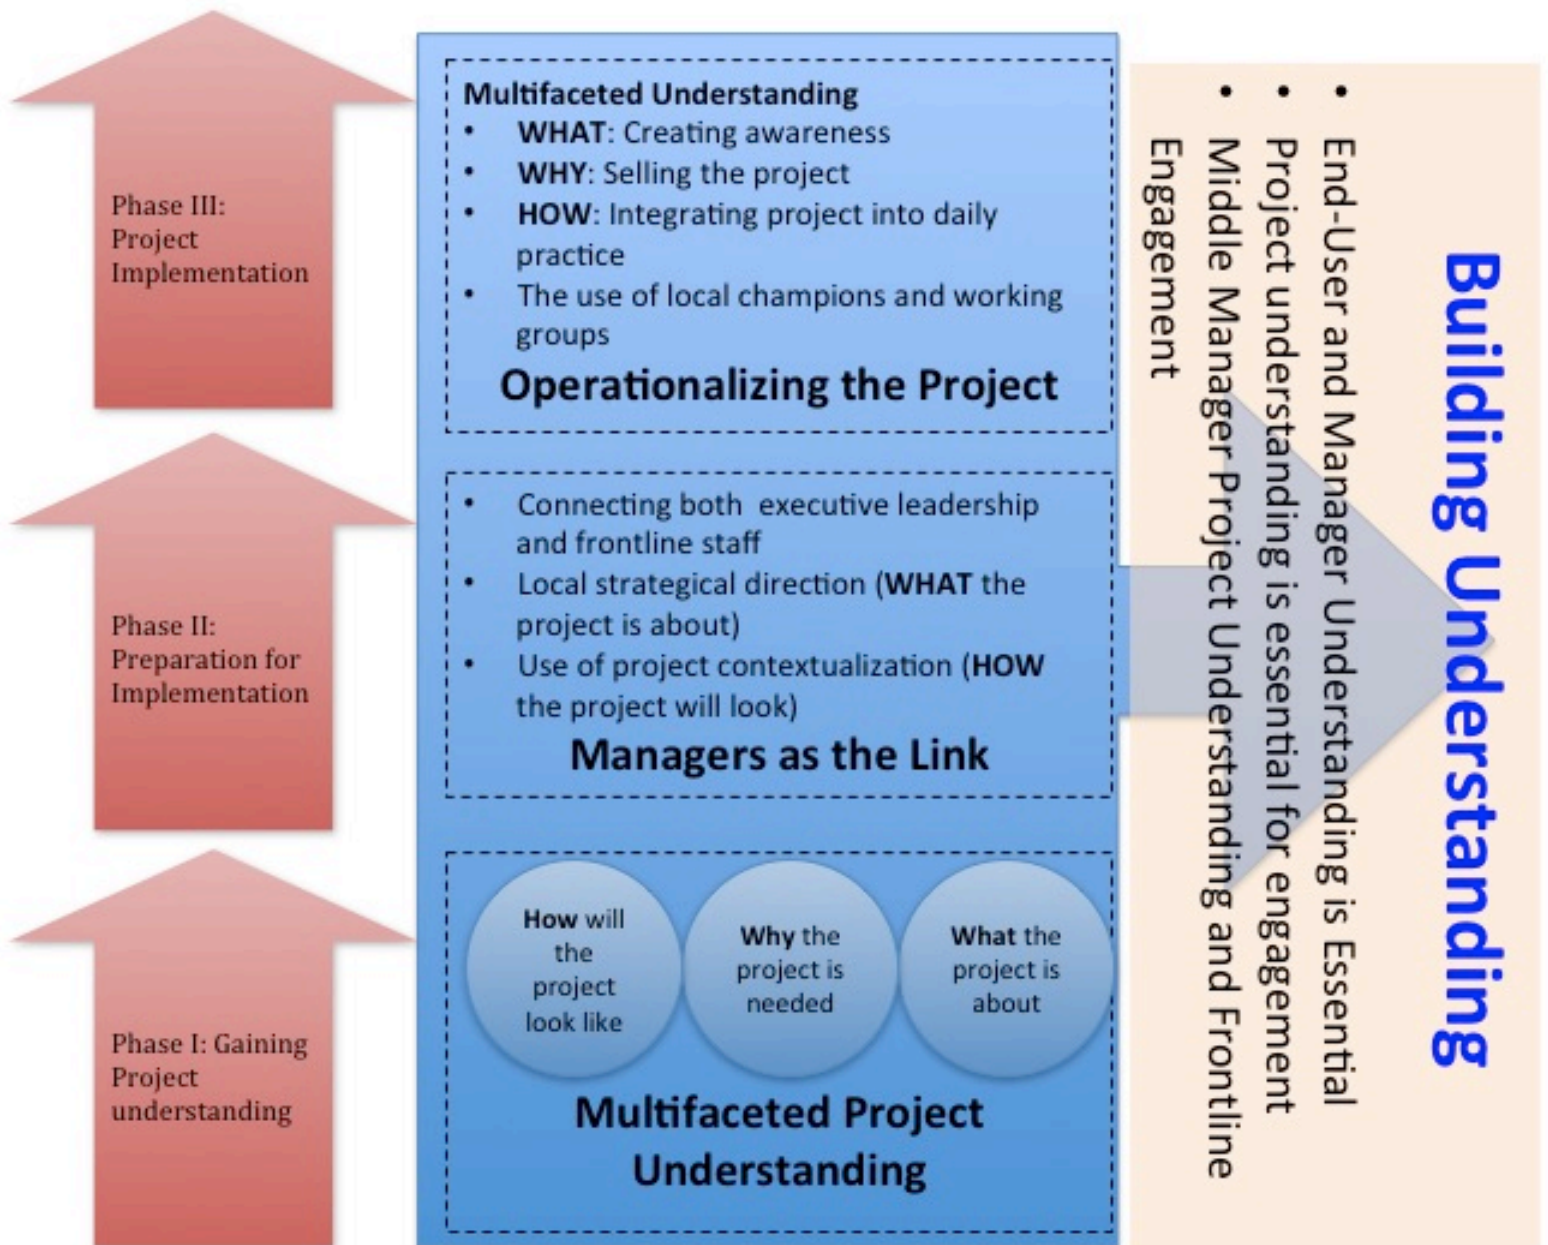 Phase III:
Project
Implementation
Phase II:
Preparation for
Implementation
Phase I: Gaining
Project
understanding
Multifaceted Understanding
• WHAT: Creating awareness
• WHY: Selling the project
• HOW: Integrating project into daily
practice
• The use of local champions and working
groups
Operationalizing the Project
• Connecting both executive leadership
and frontline staff
• Local strategical direction (WHAT the
project is about)
• Use of project contextualization (HOW
the project will look)
Managers as the Link
How will
the
project
look like
Why the
project is
needed
What the
project is
about
Multifaceted Project
Understanding
Building Understanding
• End-User and Manager Understanding is Essential
• Project understanding is essential for engagement
• Middle Manager Project Understanding and Frontline
Engagement